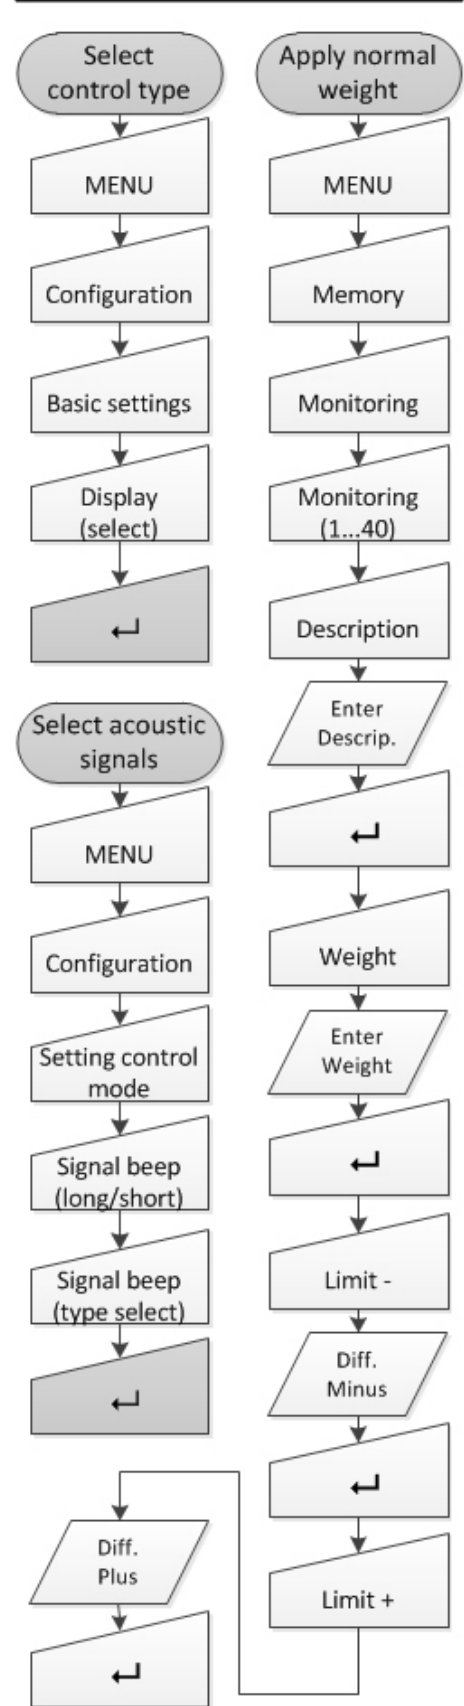 Select
control type
MENU
Configuration
Basic settings
Display
(select)
↵
Select acoustic
signals
MENU
Configuration
Setting control
mode
Signal beep
(long/short)
Signal beep
(type select)
↵
Apply normal
weight
MENU
Memory
Monitoring
Monitoring
(1...40)
Description
Enter
Descrip.
↵
Weight
Enter
Weight
↵
Limit -
Diff.
Minus
↵
Limit +
Diff.
Plus
↵